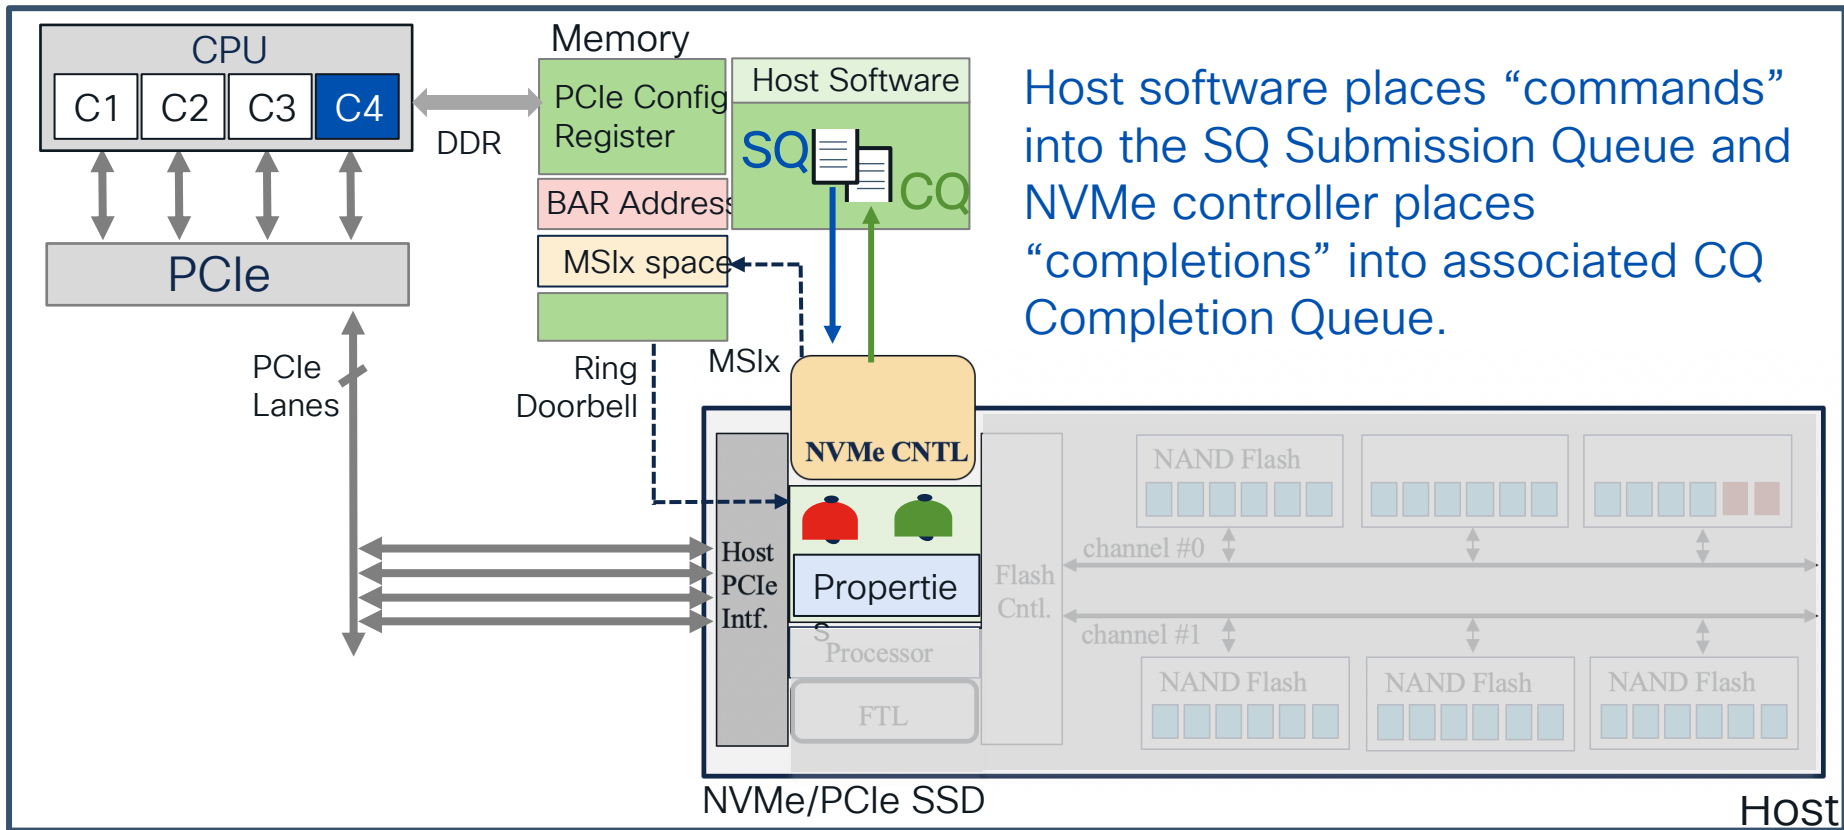 CPU
C1 C2 C3 C4
PCIe
DDR
PCIe
Lanes
Memory
PCIe Config
Register
BAR Address
MSIx space
Ring
Doorbell
MSIx
Host Software
SQ
CQ
Host software places “commands”
into the SQ Submission Queue and
NVMe controller places
“completions” into associated CQ
Completion Queue.
NVMe CNTL
Host
PCIe
Intf.
Propertie
s
Processor
FTL
Flash
Cntl.
NAND Flash
channel #0
channel #1
NAND Flash
NAND Flash
NAND Flash
NVMe/PCIe SSD
Host